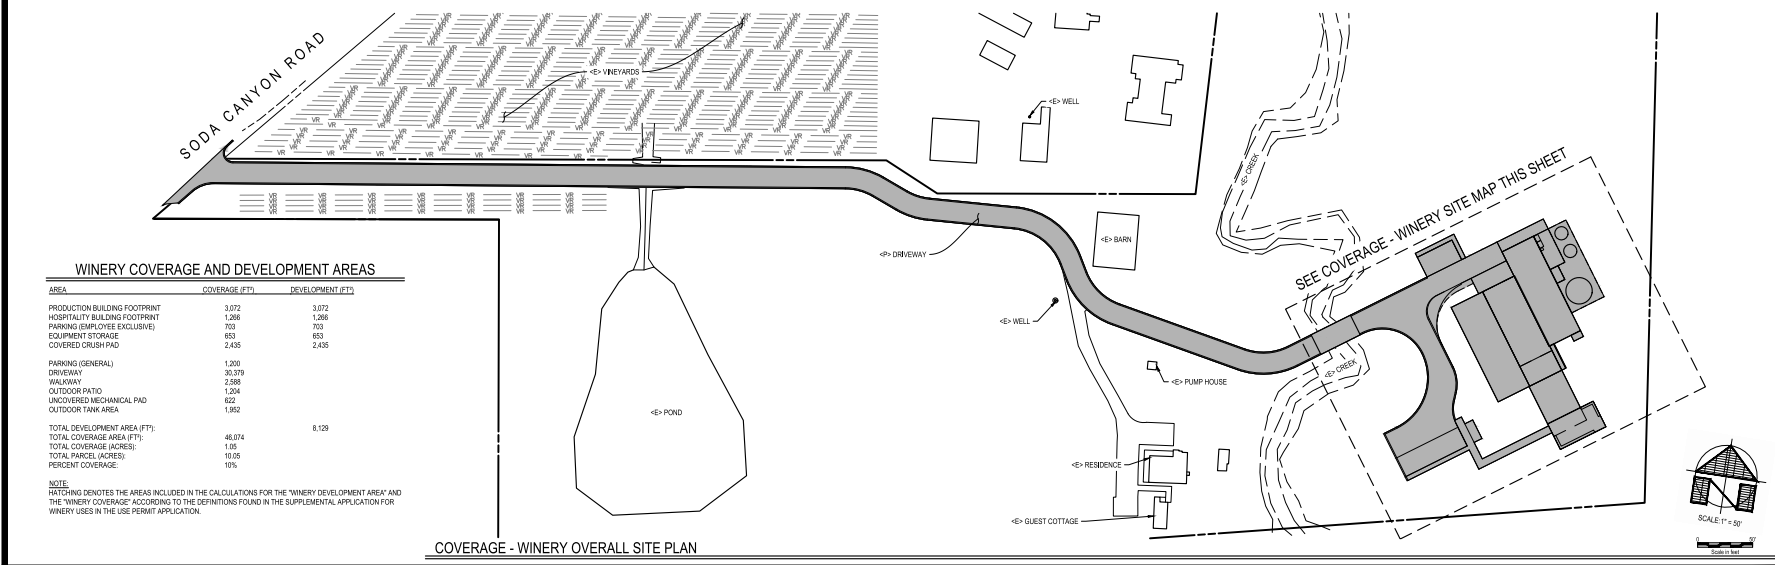 SODA CANYON ROAD
<E> VINEYARDS
<E> WELL
<E> CREEK
SEE COVERAGE - WINERY SITE MAP THIS SHEET
<E> BARN
<P> DRIVEWAY
<E> WELL
<E> CREEK
<E> PUMP HOUSE
<E> POND
<E> RESIDENCE
<E> GUEST COTTAGE
WINERY COVERAGE AND DEVELOPMENT AREAS
AREA COVERAGE (FT²) DEVELOPMENT (FT²)
PRODUCTION BUILDING FOOTPRINT 3,072 3,072
HOSPITALITY BUILDING FOOTPRINT 1,266 1,266
PARKING (EMPLOYEE EXCLUSIVE) 703 703
EQUIPMENT STORAGE 653 653
COVERED CRUSH PAD 2,435 2,435
PARKING (GENERAL) 1,200
DRIVEWAY 30,379
WALKWAY 2,588
OUTDOOR PATIO 1,204
UNCOVERED MECHANICAL PAD 622
OUTDOOR TANK AREA 1,952
TOTAL DEVELOPMENT AREA (FT²): 8,129
TOTAL COVERAGE AREA (FT²): 46,074
TOTAL COVERAGE (ACRES): 1.05
TOTAL PARCEL (ACRES): 10.05
PERCENT COVERAGE: 10%
NOTE:
HATCHING DENOTES THE AREAS INCLUDED IN THE CALCULATIONS FOR THE "WINERY DEVELOPMENT AREA" AND
THE "WINERY COVERAGE" ACCORDING TO THE DEFINITIONS FOUND IN THE SUPPLEMENTAL APPLICATION FOR
WINERY USES IN THE USE PERMIT APPLICATION.
COVERAGE - WINERY OVERALL SITE PLAN
SCALE: 1" = 50'
0 50'
Scale in feet